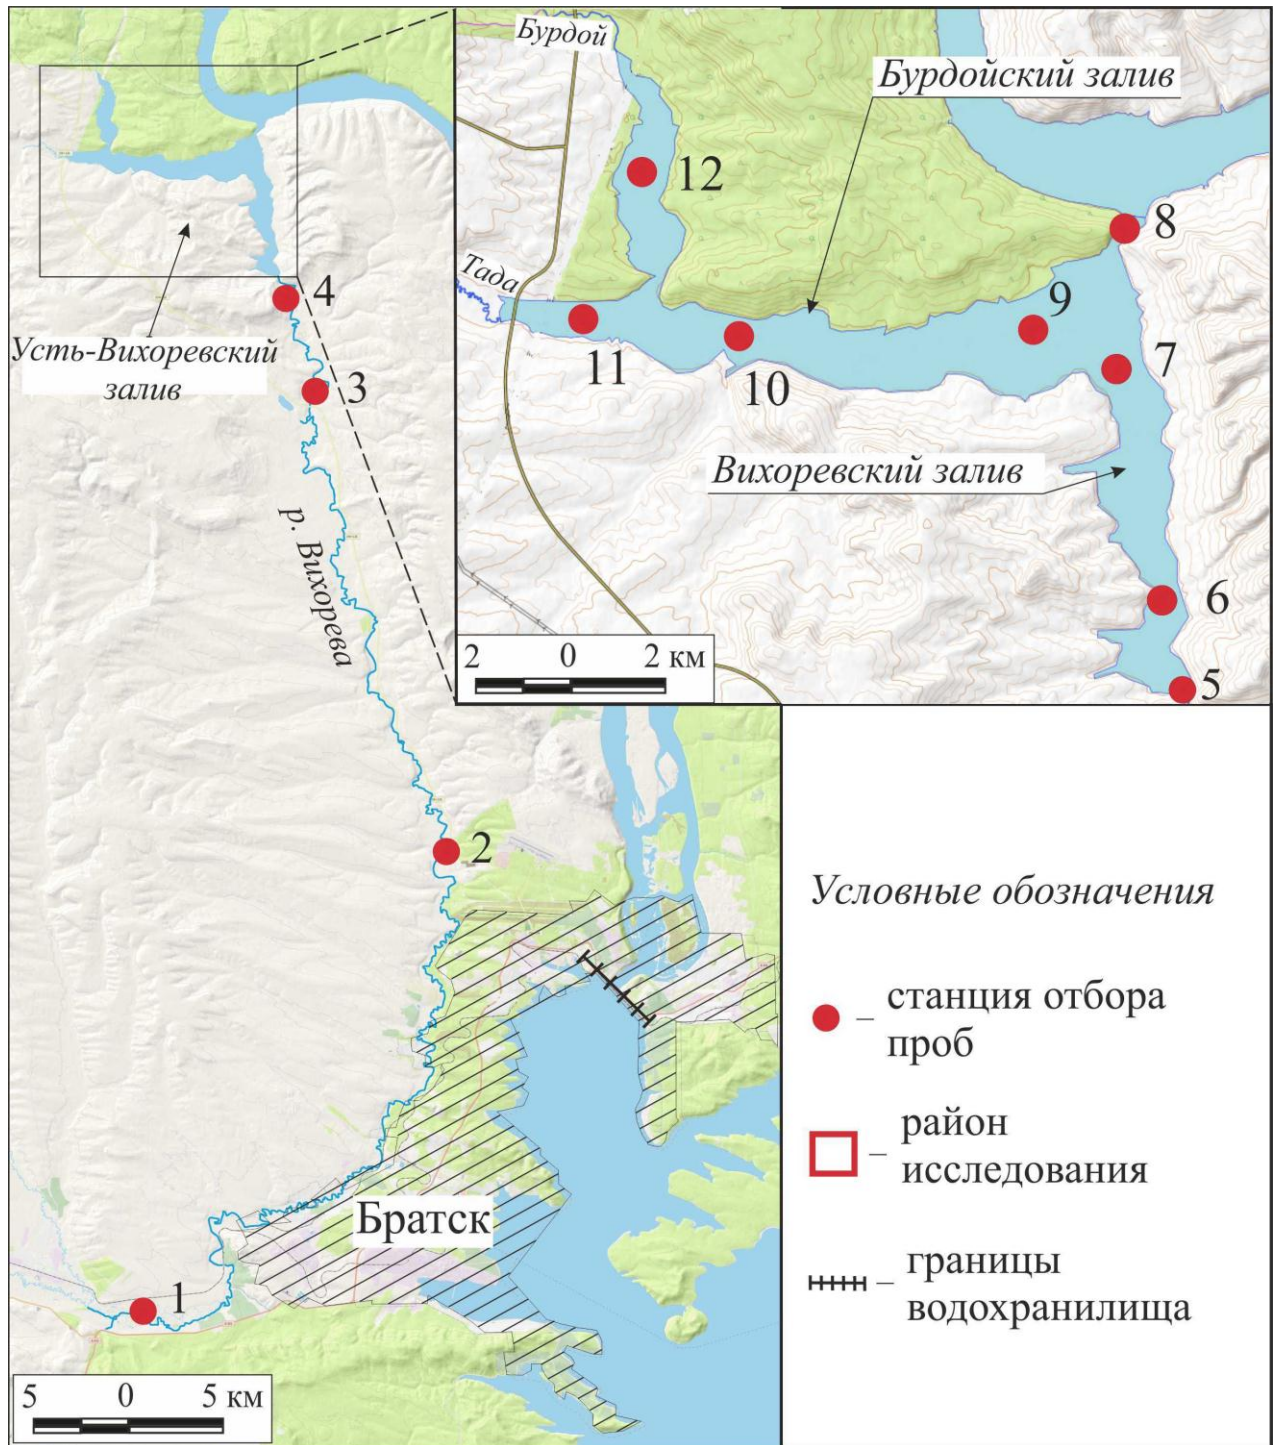 Бурдой
Бурдойский залив
12
8
Тада
9
7
11
10
Вихоревский залив
6
5
2 0 2 км
4
Усть-Вихоревский
залив
3
р. Вихорева
2
Братск
1
5 0 5 км
Условные обозначения
– станция отбора
проб
– район
исследования
– границы
водохранилища